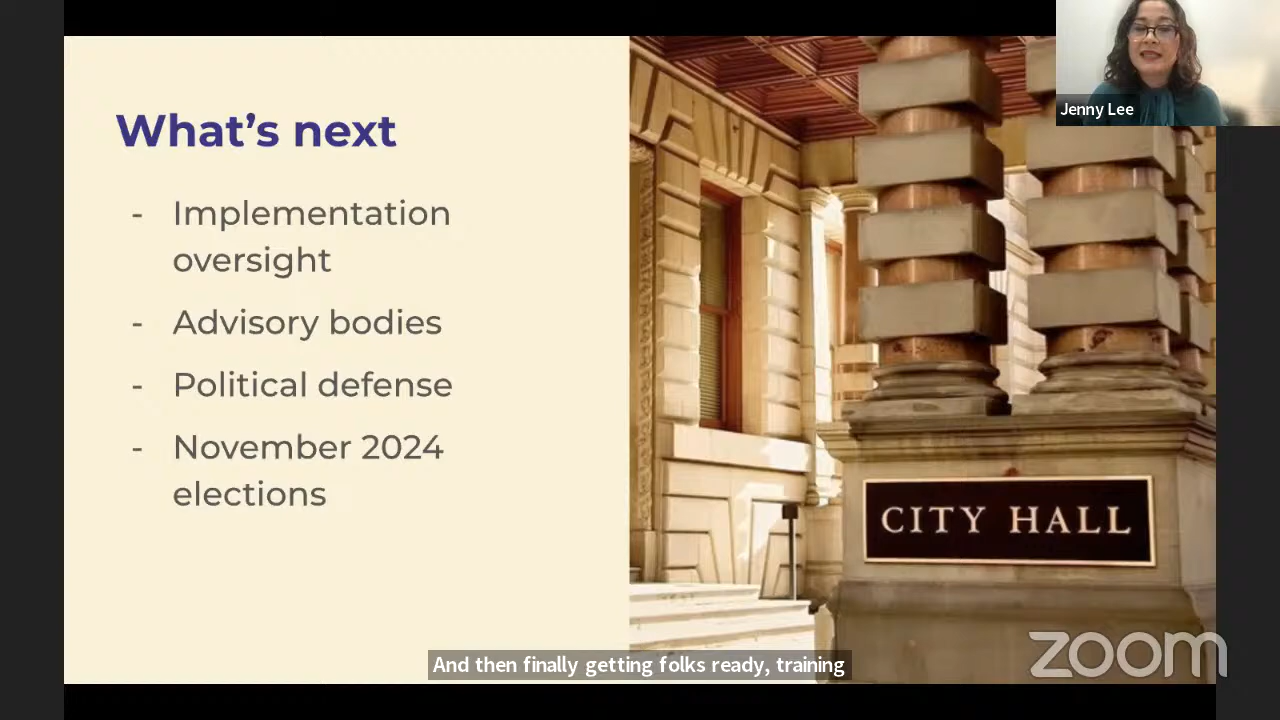 Jenny Lee
What's next
- Implementation
oversight
- Advisory bodies
- Political defense
- November 2024
elections
CITY HALL
And then finally getting folks ready, training
zoom